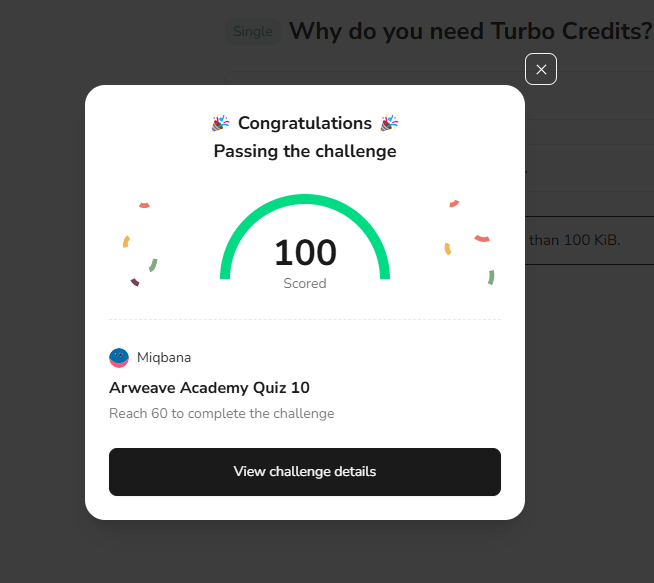 Single Why do you need Turbo Credits?
Congratulations
Passing the challenge
than 100 KiB.
100
Scored
Miqbana
Arweave Academy Quiz 10
Reach 60 to complete the challenge
View challenge details